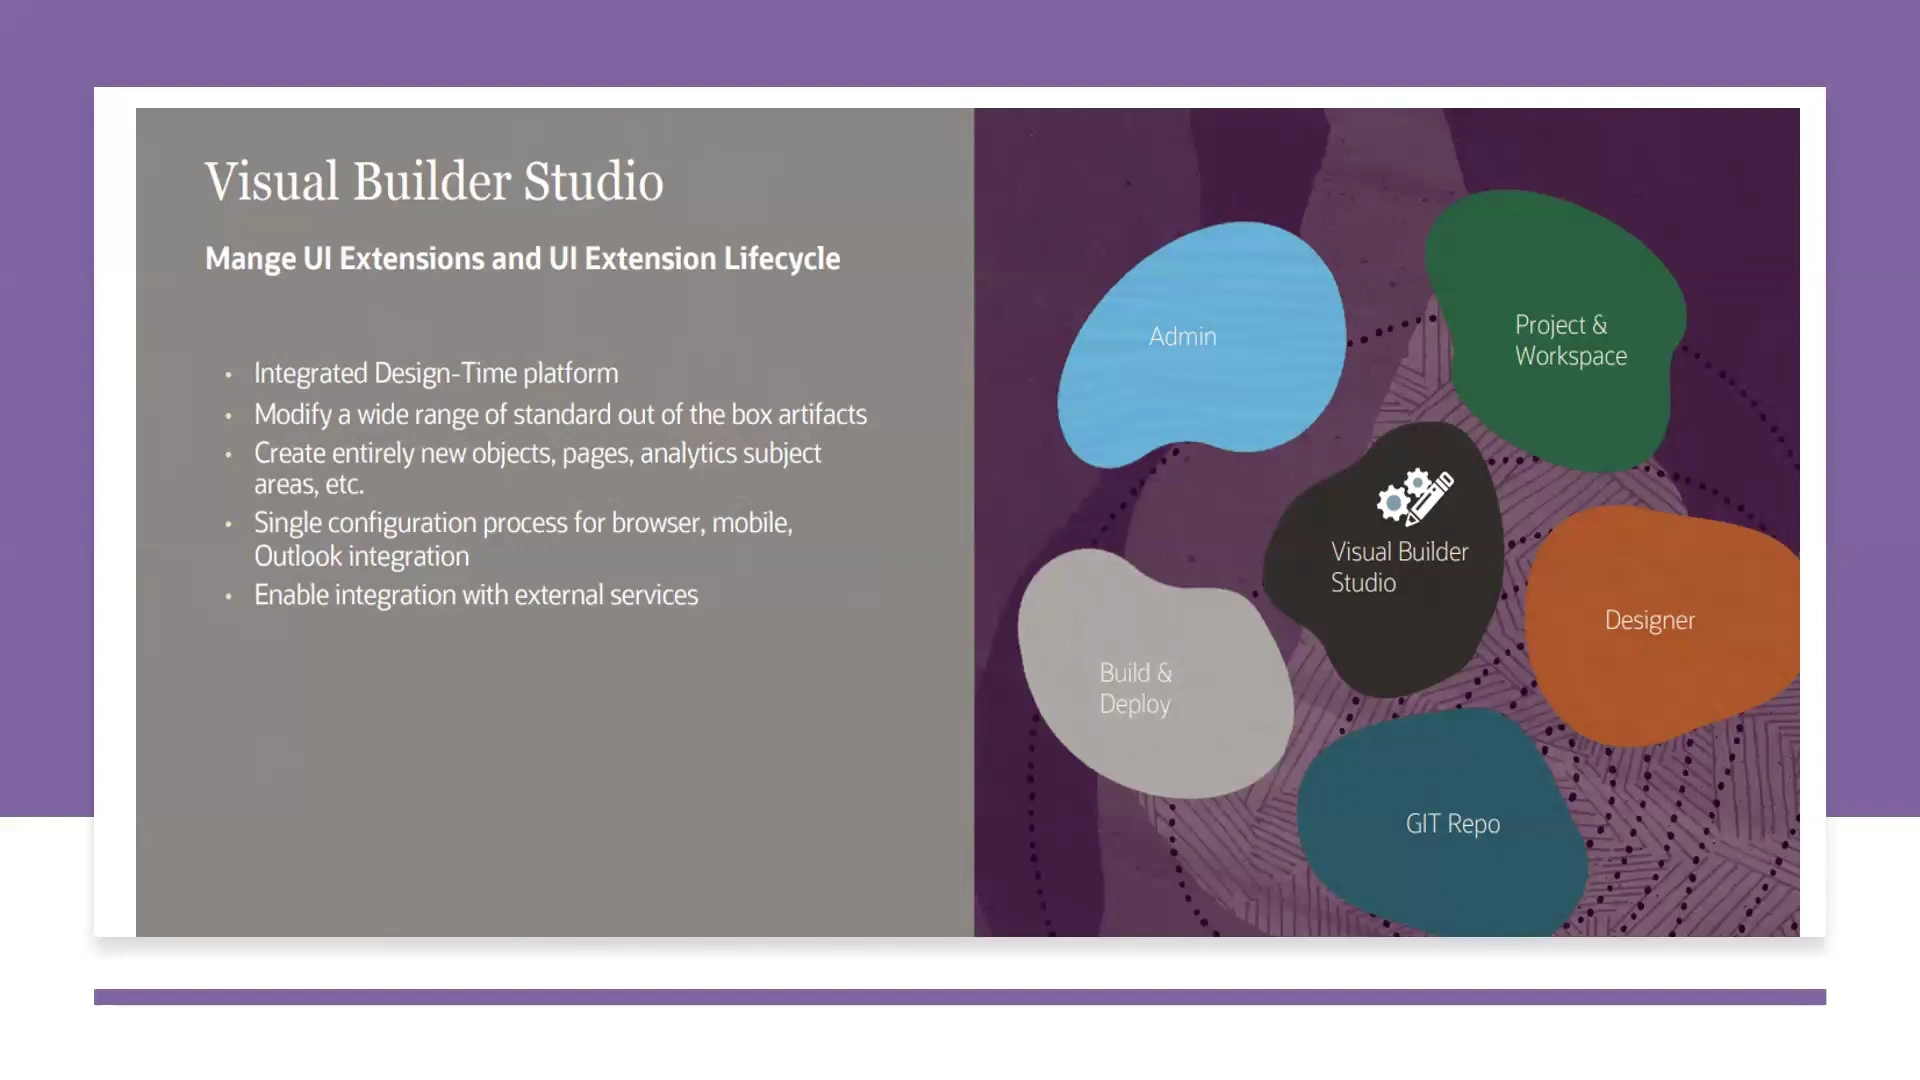 Visual Builder Studio
Mange UI Extensions and UI Extension Lifecycle
• Integrated Design-Time platform
• Modify a wide range of standard out of the box artifacts
• Create entirely new objects, pages, analytics subject
areas, etc.
• Single configuration process for browser, mobile,
Outlook integration
• Enable integration with external services
Admin
Project &
Workspace
Visual Builder
Studio
Designer
Build &
Deploy
GIT Repo